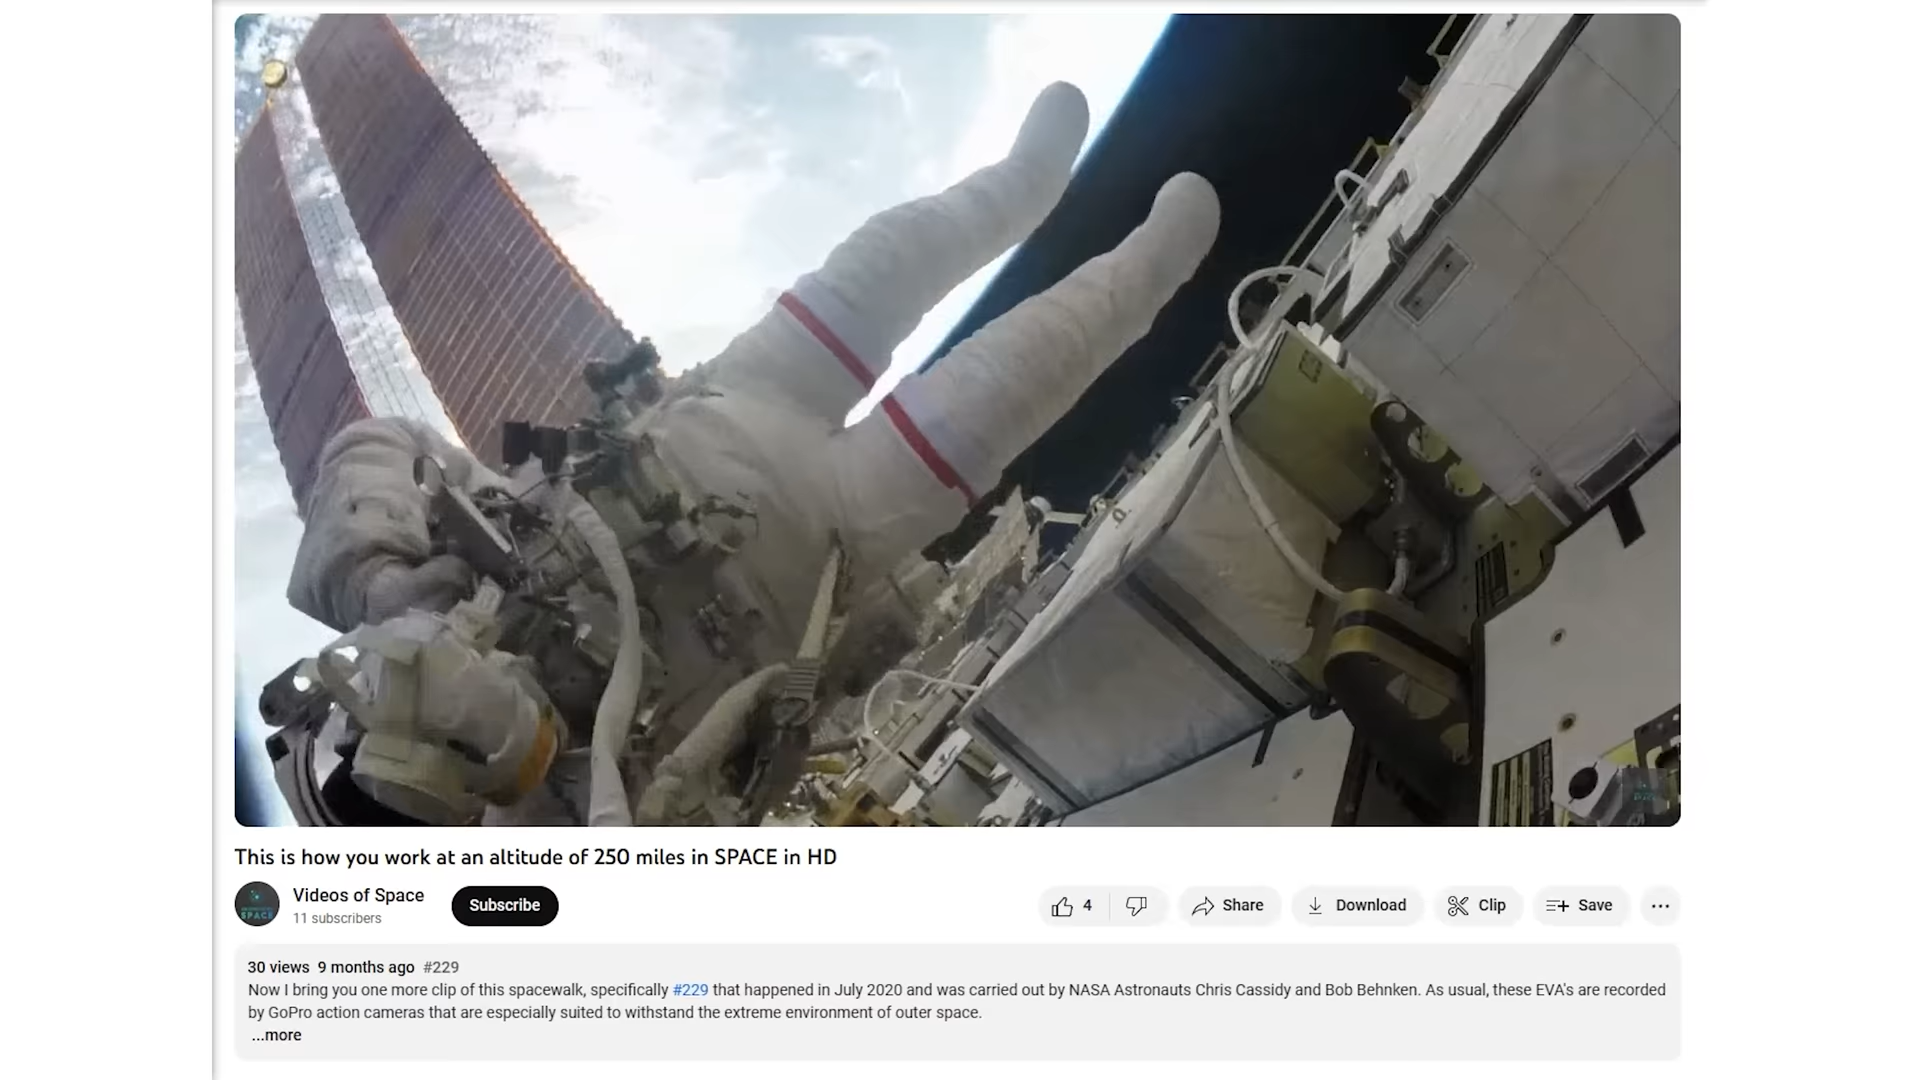 This is how you work at an altitude of 250 miles in SPACE in HD
Videos of Space
11 subscribers
Subscribe
4
Share
Download
Clip
Save
30 views 9 months ago #229
Now I bring you one more clip of this spacewalk, specifically #229 that happened in July 2020 and was carried out by NASA Astronauts Chris Cassidy and Bob Behnken. As usual, these EVA's are recorded
by GoPro action cameras that are especially suited to withstand the extreme environment of outer space.
...more
SPACE